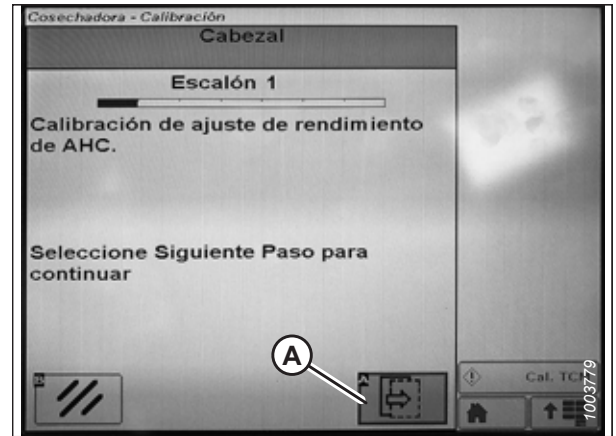 Cosechadora - Calibración
Cabezal
Escalón 1
Calibración de ajuste de rendimiento
de AHC.
Seleccione Siguiente Paso para
continuar
A
Cal.
1003779